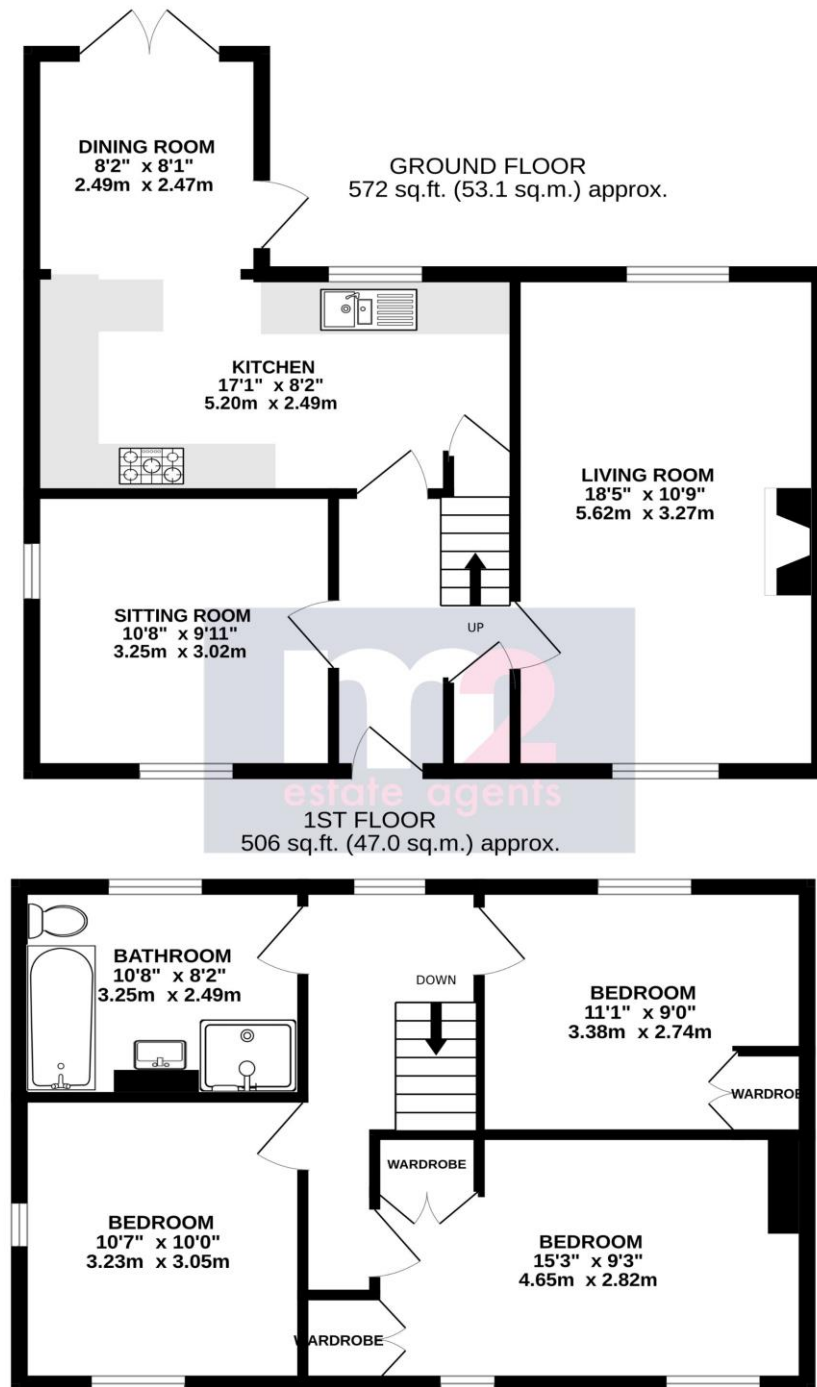 DINING ROOM
8'2" x 8'1"
2.49m x 2.47m
GROUND FLOOR
572 sq.ft. (53.1 sq.m.) approx.
KITCHEN
17'1" x 8'2"
5.20m x 2.49m
LIVING ROOM
18'5" x 10'9"
5.62m x 3.27m
SITTING ROOM
10'8" x 9'11"
3.25m x 3.02m
UP
m2
estate agents
1ST FLOOR
506 sq.ft. (47.0 sq.m.) approx.
BATHROOM
10'8" x 8'2"
3.25m x 2.49m
DOWN
BEDROOM
11'1" x 9'0"
3.38m x 2.74m
WARDROBE
WARDROBE
BEDROOM
10'7" x 10'0"
3.23m x 3.05m
BEDROOM
15'3" x 9'3"
4.65m x 2.82m
WARDROBE